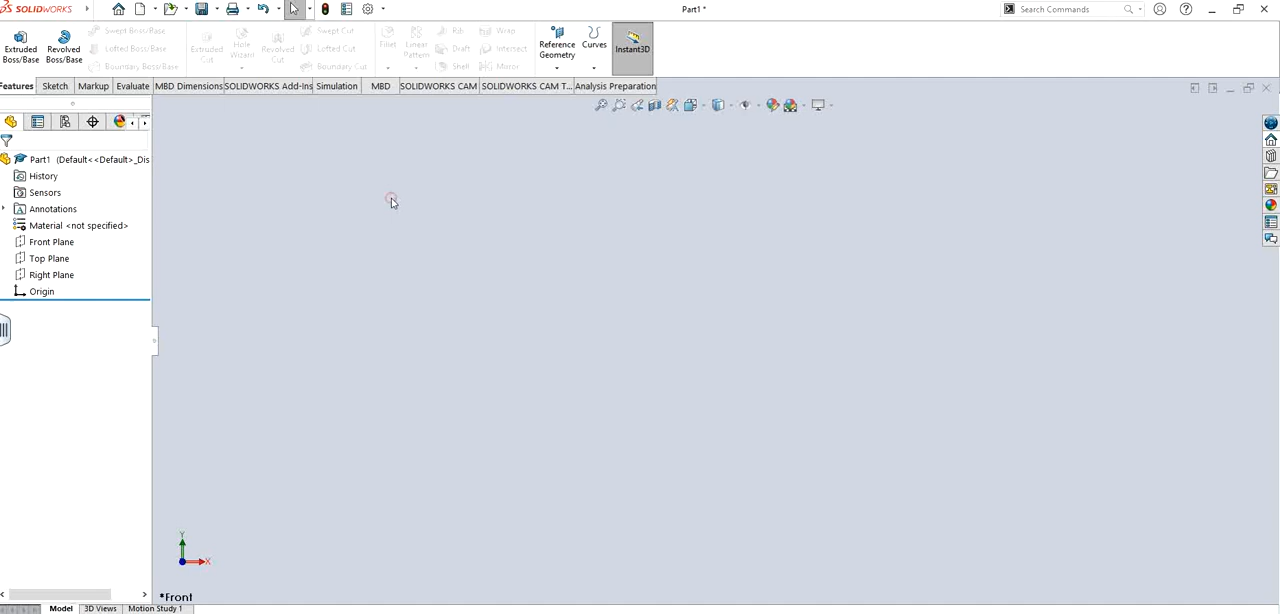 SOLIDWORKS
Part1 *
Search Commands
Extruded Boss/Base
Revolved Boss/Base
Swept Boss/Base
Lofted Boss/Base
Boundary Boss/Base
Extruded Cut
Hole Wizard
Revolved Cut
Swept Cut
Lofted Cut
Boundary Cut
Fillet
Linear Pattern
Rib
Draft
Shell
Wrap
Intersect
Mirror
Reference Geometry
Curves
Instant3D
Features
Sketch
Markup
Evaluate
MBD Dimensions
SOLIDWORKS Add-Ins
Simulation
MBD
SOLIDWORKS CAM
SOLIDWORKS CAM T...
Analysis Preparation
Part1 (Default<<Default>_Dis
History
Sensors
Annotations
Material <not specified>
Front Plane
Top Plane
Right Plane
Origin
Y
X
*Front
Model
3D Views
Motion Study 1